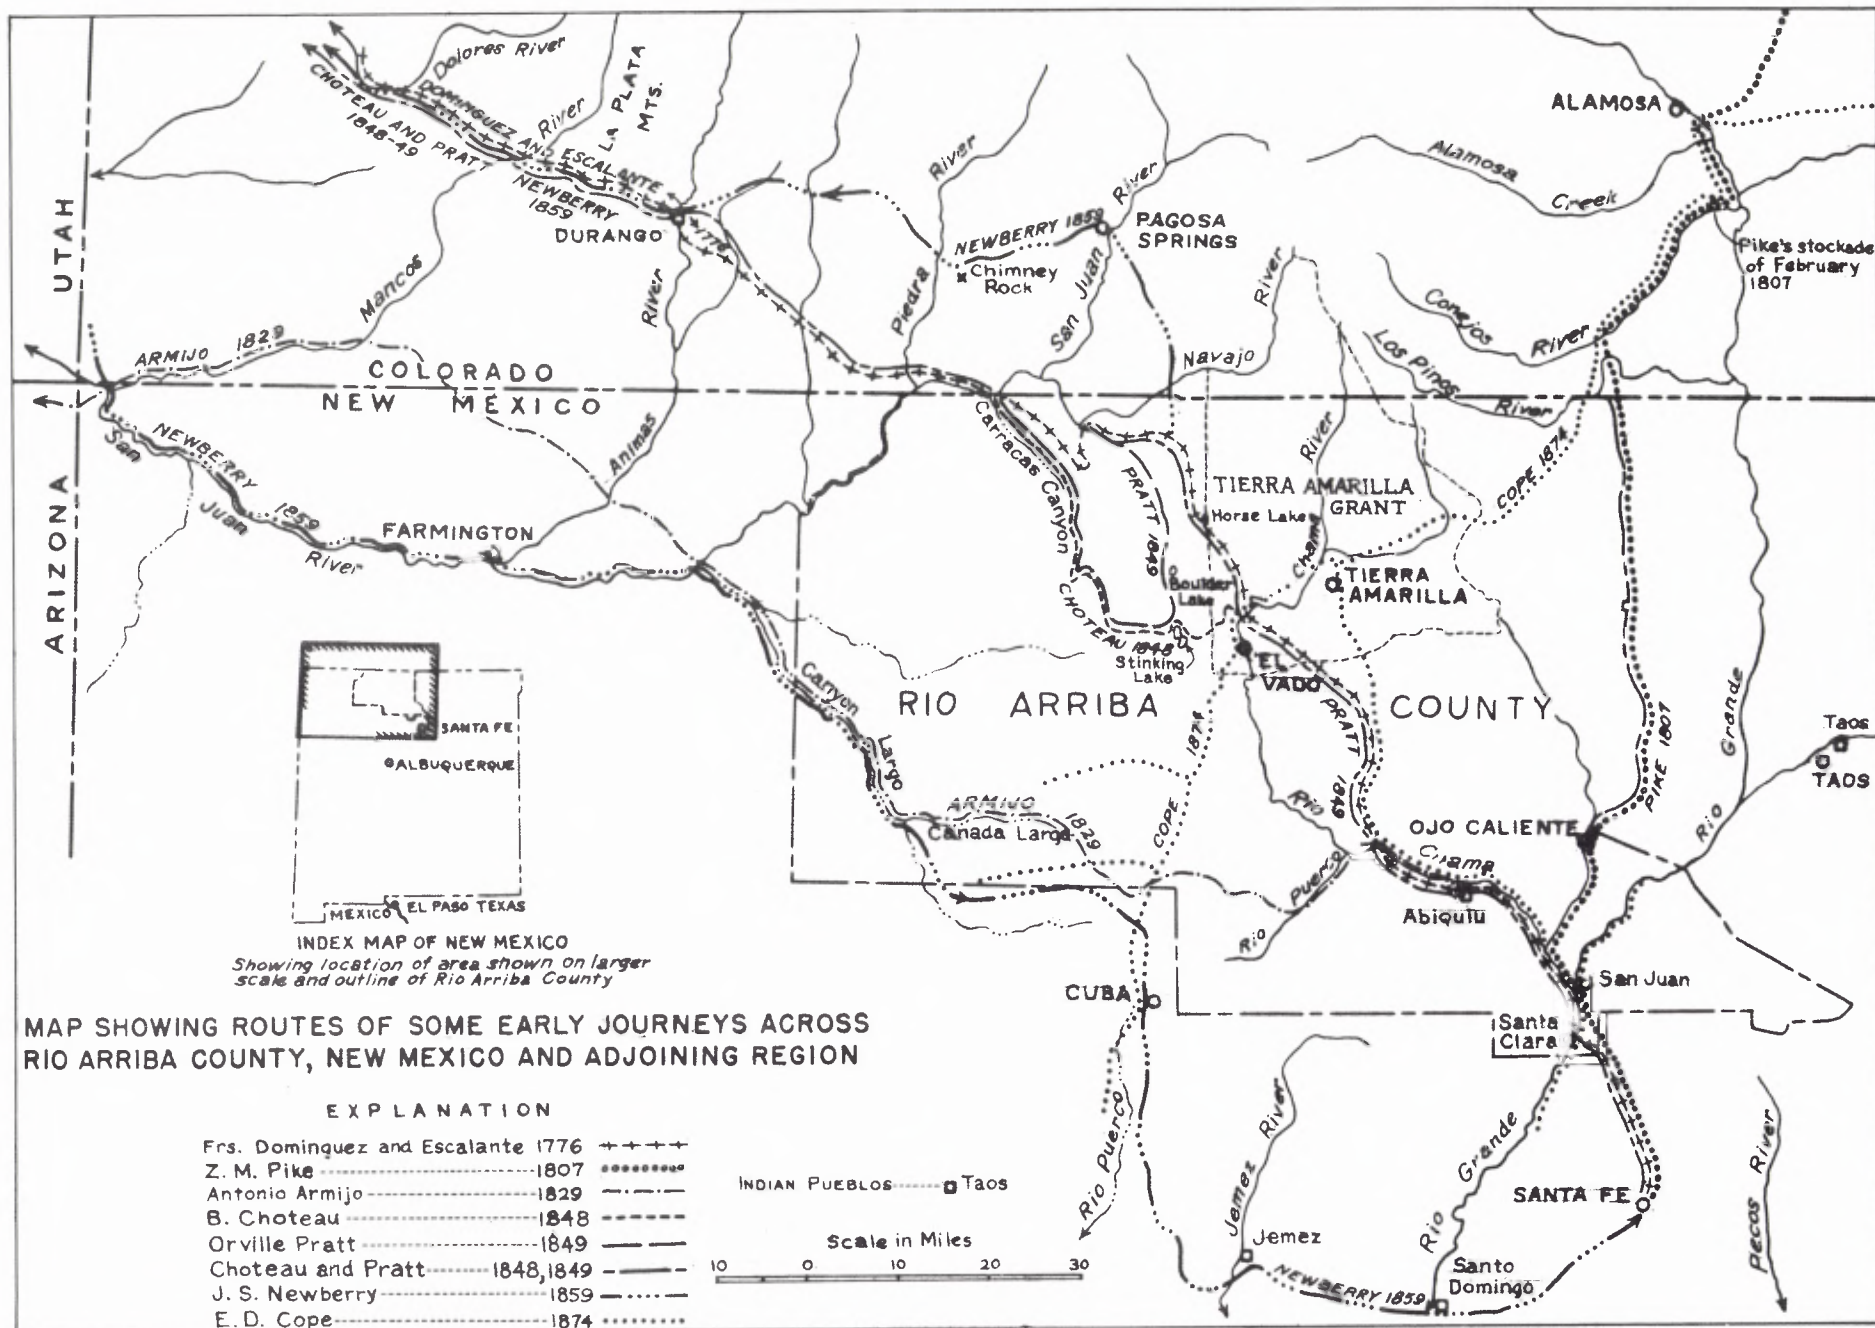 Dolores River
LA PLATA
MTS.
CHOTEAU AND PRATT
1848-49
DOMINGUEZ AND ESCALANTE
River
NEWBERRY
1859
DURANGO
1776
River
Piedra
NEWBERRY 1859
Chimney
Rock
River
PAGOSA
SPRINGS
San Juan
River
Navajo
ALAMOSA
Alamosa
Creek
Pike's stockade
of February
1807
Conejos
River
Los Pinos
River
UTAH
ARIZONA
Mancos
River
ARMIJO 1829
COLORADO
NEW MEXICO
San
Juan
River
NEWBERRY
1859
FARMINGTON
Animas
Carracas Canyon
PRATT 1849
CHOTEAU 1848
TIERRA AMARILLA
GRANT
Horse Lake
River
Chama
Boulder
Lake
Stinking
Lake
TIERRA
AMARILLA
COPE 1874
EL
VADO
RIO ARRIBA COUNTY
PRATT
1849
PIKE 1807
Grande
Rio
Taos
TAOS
Canyon
Largo
ARMIJO
1829
Canada Larga
COPE 1874
Rio
Chama
OJO CALIENTE
Puerco
Rio
Abiquiu
San Juan
Santa
Clara
CUBA
Rio Puerco
Jemez River
Jemez
NEWBERRY 1859
Santo
Domingo
Rio Grande
SANTA FE
Pecos River
SANTA FE
ALBUQUERQUE
MEXICO
EL PASO TEXAS
INDEX MAP OF NEW MEXICO
Showing location of area shown on larger
scale and outline of Rio Arriba County
MAP SHOWING ROUTES OF SOME EARLY JOURNEYS ACROSS
RIO ARRIBA COUNTY, NEW MEXICO AND ADJOINING REGION
EXPLANATION
Frs. Dominquez and Escalante 1776
Z. M. Pike 1807
Antonio Armijo 1829
B. Choteau 1848
Orville Pratt 1849
Choteau and Pratt 1848,1849
J. S. Newberry 1859
E. D. Cope 1874
INDIAN PUEBLOS Taos
Scale in Miles
10 0 10 20 30